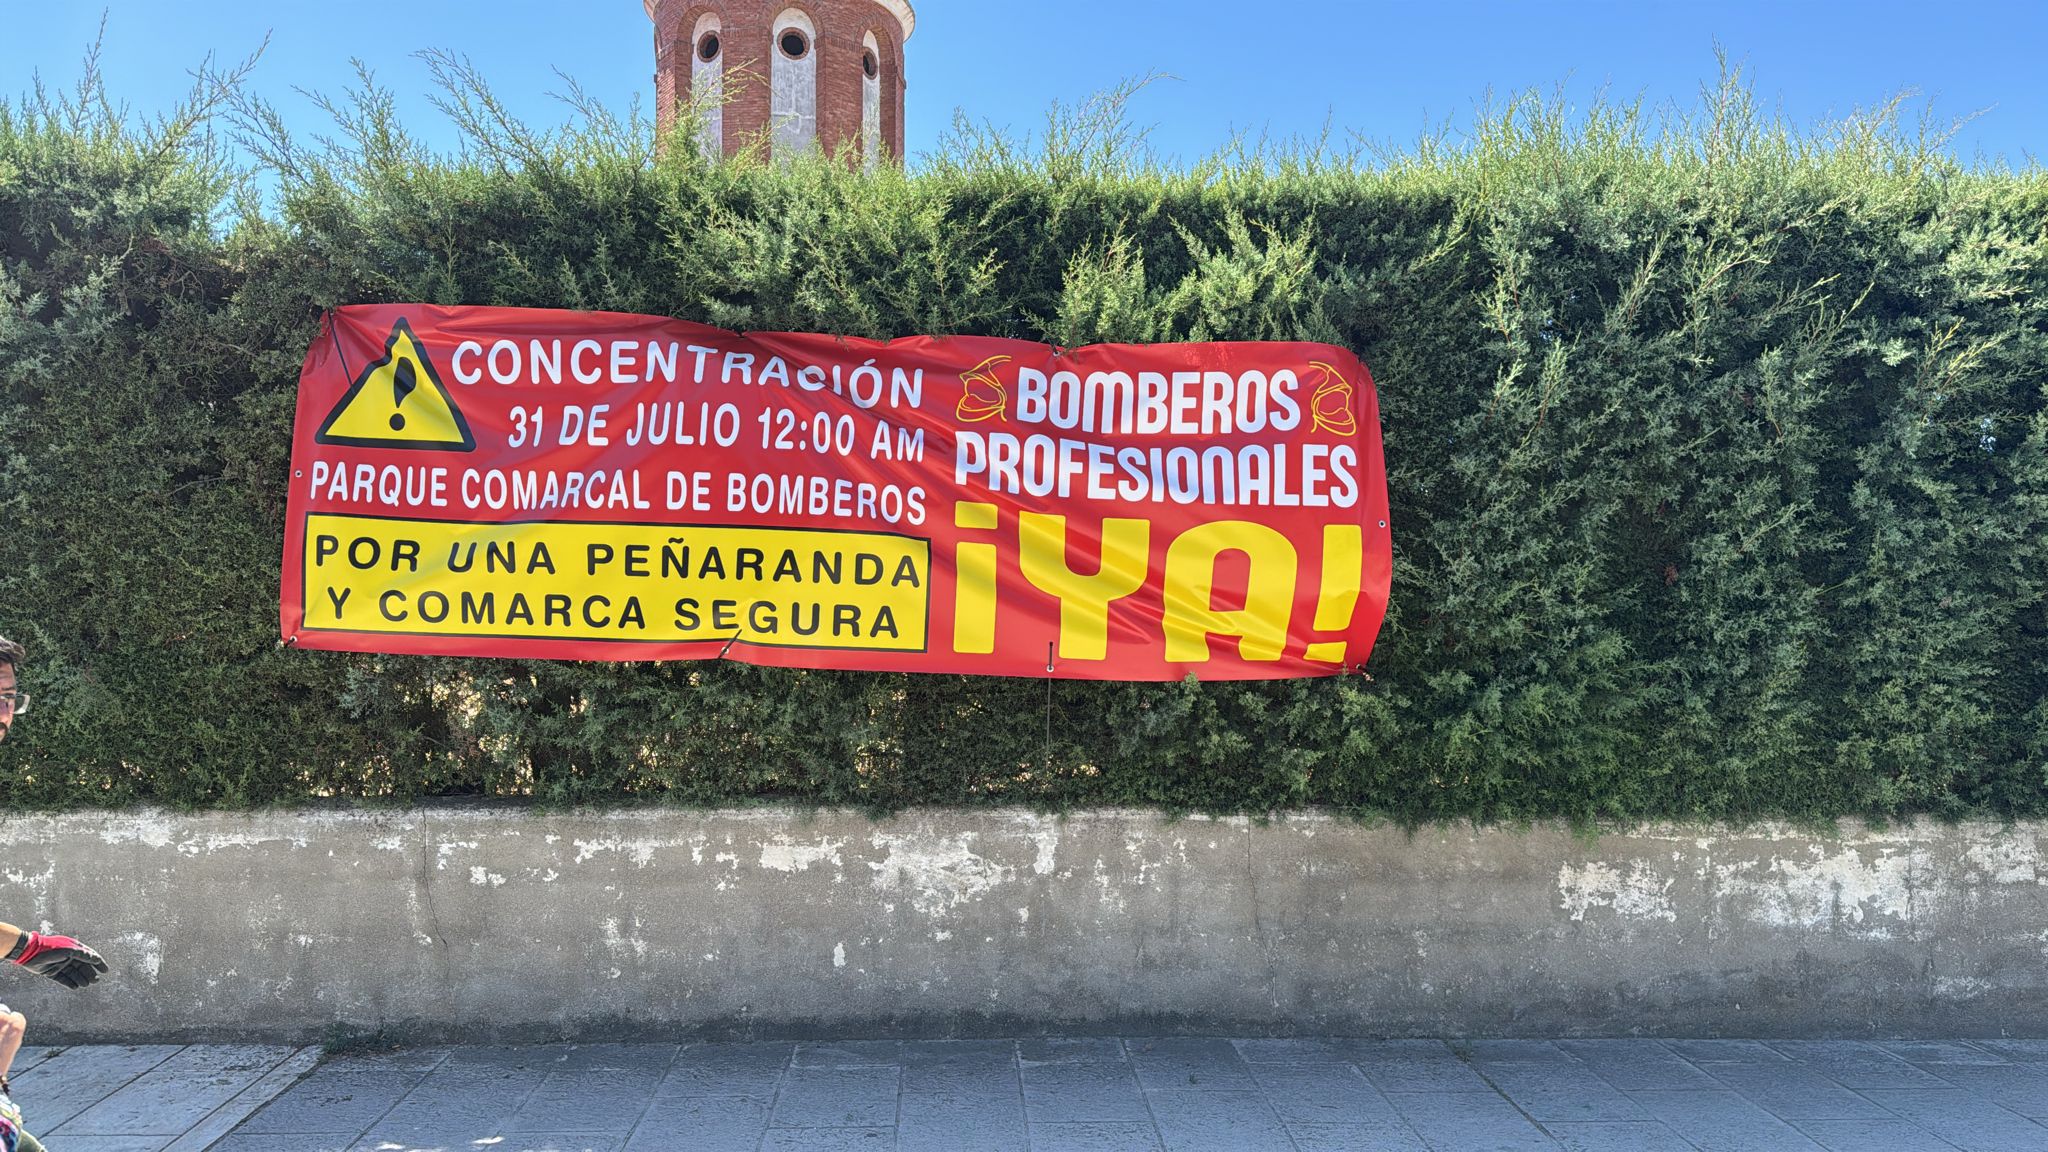 CONCENTRACIÓN
31 DE JULIO 12:00 AM
PARQUE COMARCAL DE BOMBEROS
POR UNA PEÑARANDA
Y COMARCA SEGURA
BOMBEROS
PROFESIONALES
¡YA!